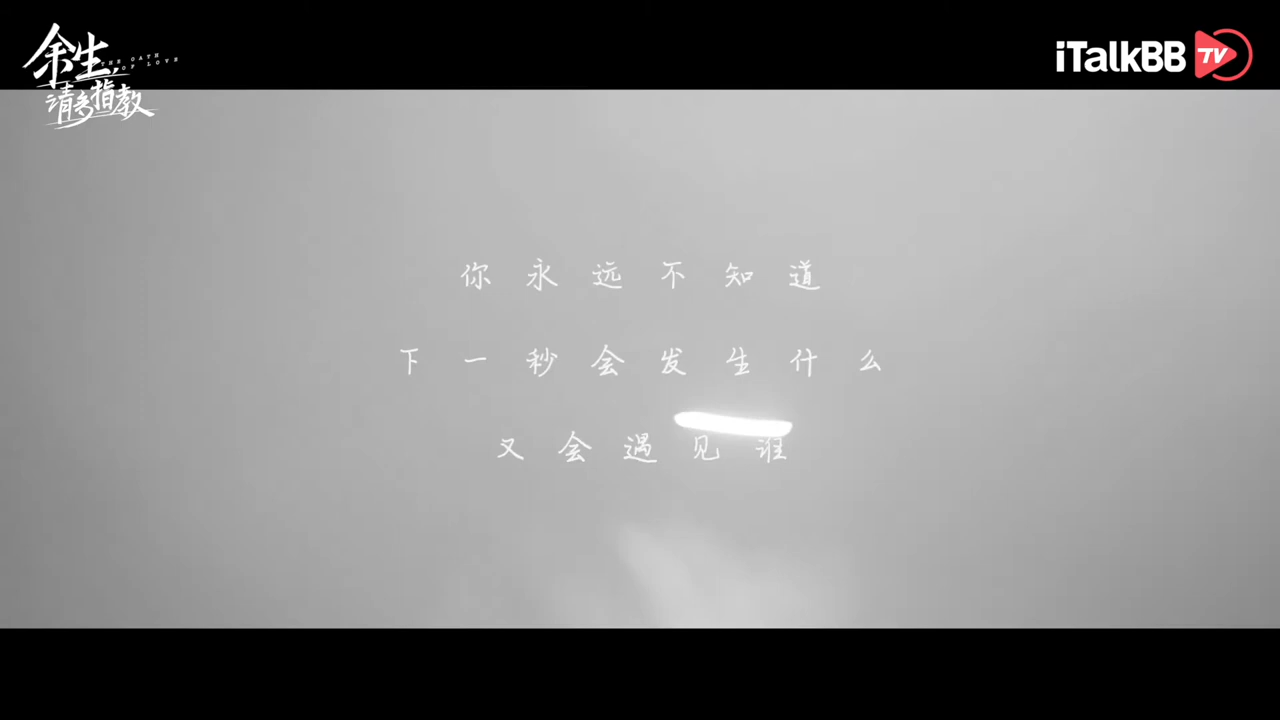 余生,
THE OATH
OF LOVE
请多指教
iTalkBB TV
你永远不知道
下一秒会发生什么
又会遇见谁